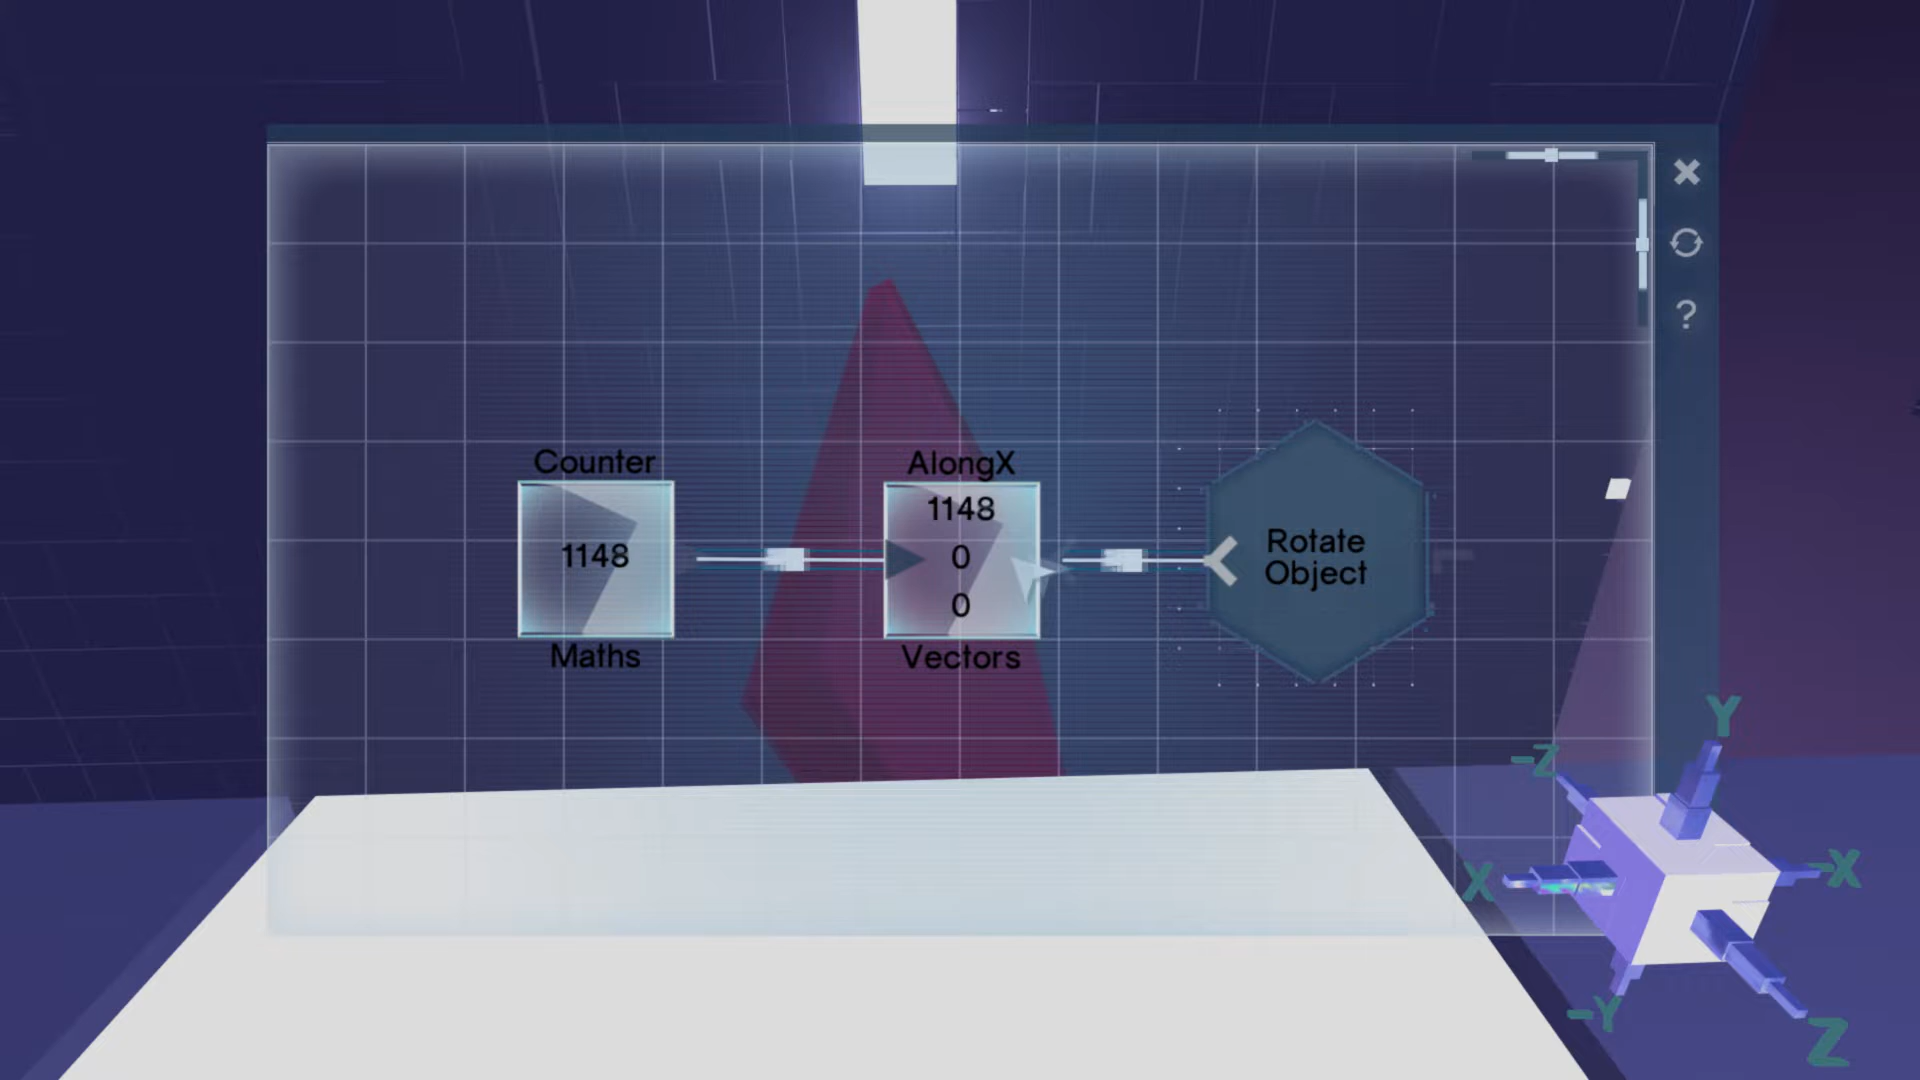 ?
Counter
1148
Maths
AlongX
1148
0
0
Vectors
Rotate
Object
Y
-Z
X
-X
-Y
Z